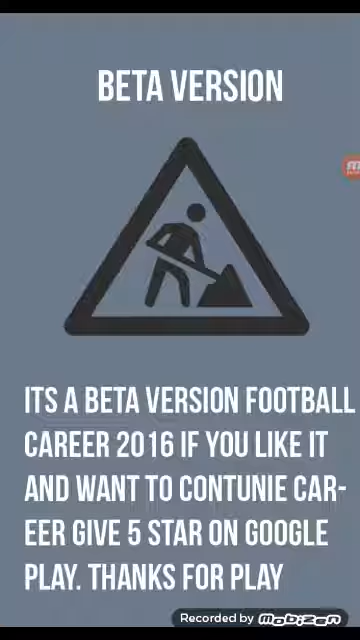 BETA VERSION
ITS A BETA VERSION FOOTBALL
CAREER 2016 IF YOU LIKE IT
AND WANT TO CONTUNIE CAR-
EER GIVE 5 STAR ON GOOGLE
PLAY. THANKS FOR PLAY
Recorded by mobizen